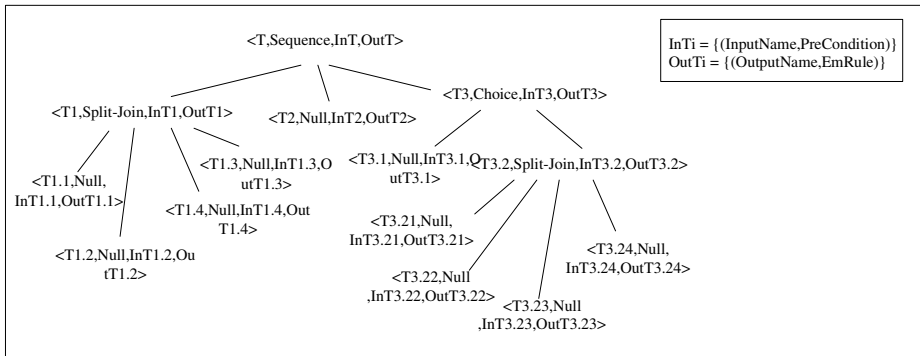 <T,Sequence,InT,OutT>
InTi = {(InputName,PreCondition)}
OutTi = {(OutputName,EmRule)}
<T1,Split-Join,InT1,OutT1>
<T2,Null,InT2,OutT2>
<T3,Choice,InT3,OutT3>
<T1.1,Null,
InT1.1,OutT1.1>
<T1.2,Null,InT1.2,Ou
tT1.2>
<T1.4,Null,InT1.4,Out
T1.4>
<T1.3,Null,InT1.3,O
utT1.3>
<T3.1,Null,InT3.1,O
utT3.1>
<T3.2,Split-Join,InT3.2,OutT3.2>
<T3.21,Null,
InT3.21,OutT3.21>
<T3.22,Null
,InT3.22,OutT3.22>
<T3.23,Null
,InT3.23,OutT3.23>
<T3.24,Null,
InT3.24,OutT3.24>